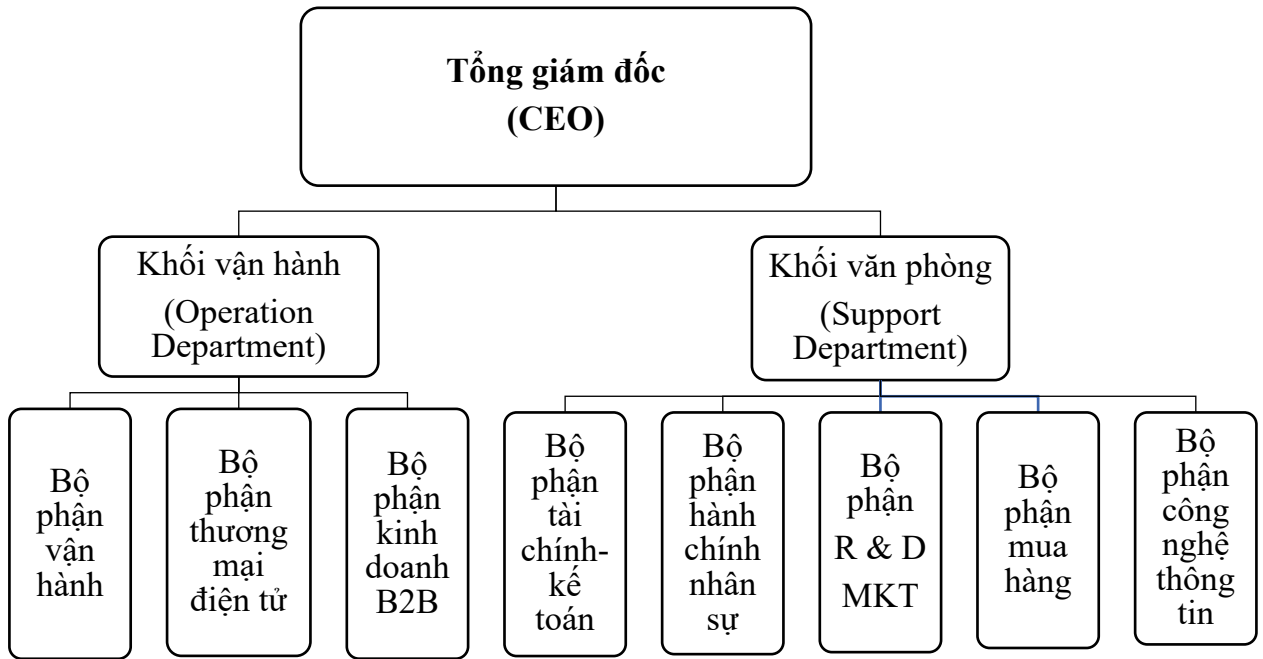 Tổng giám đốc
(CEO)
Khối vận hành
(Operation
Department)
Khối văn phòng
(Support
Department)
Bộ
phận
vận
hành
Bộ
phận
thương
mại
điện tử
Bộ
phận
kinh
doanh
B2B
Bộ
phận
tài
chính-
kế
toán
Bộ
phận
hành
chính
nhân
sự
Bộ
phận
R & D
MKT
Bộ
phận
mua
hàng
Bộ
phận
công
nghệ
thông
tin